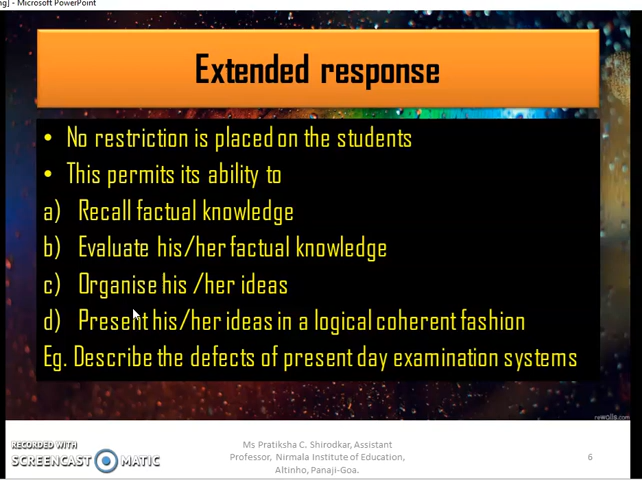 ng] - Microsoft PowerPoint
Extended response
• No restriction is placed on the students
• This permits its ability to
a) Recall factual knowledge
b) Evaluate his/her factual knowledge
c) Organise his /her ideas
d) Present his/her ideas in a logical coherent fashion
Eg. Describe the defects of present day examination systems
rewalls.com
RECORDED WITH
SCREENCAST MATIC
Ms Pratiksha C. Shirodkar, Assistant
Professor, Nirmala Institute of Education,
Altinho, Panaji-Goa.
6